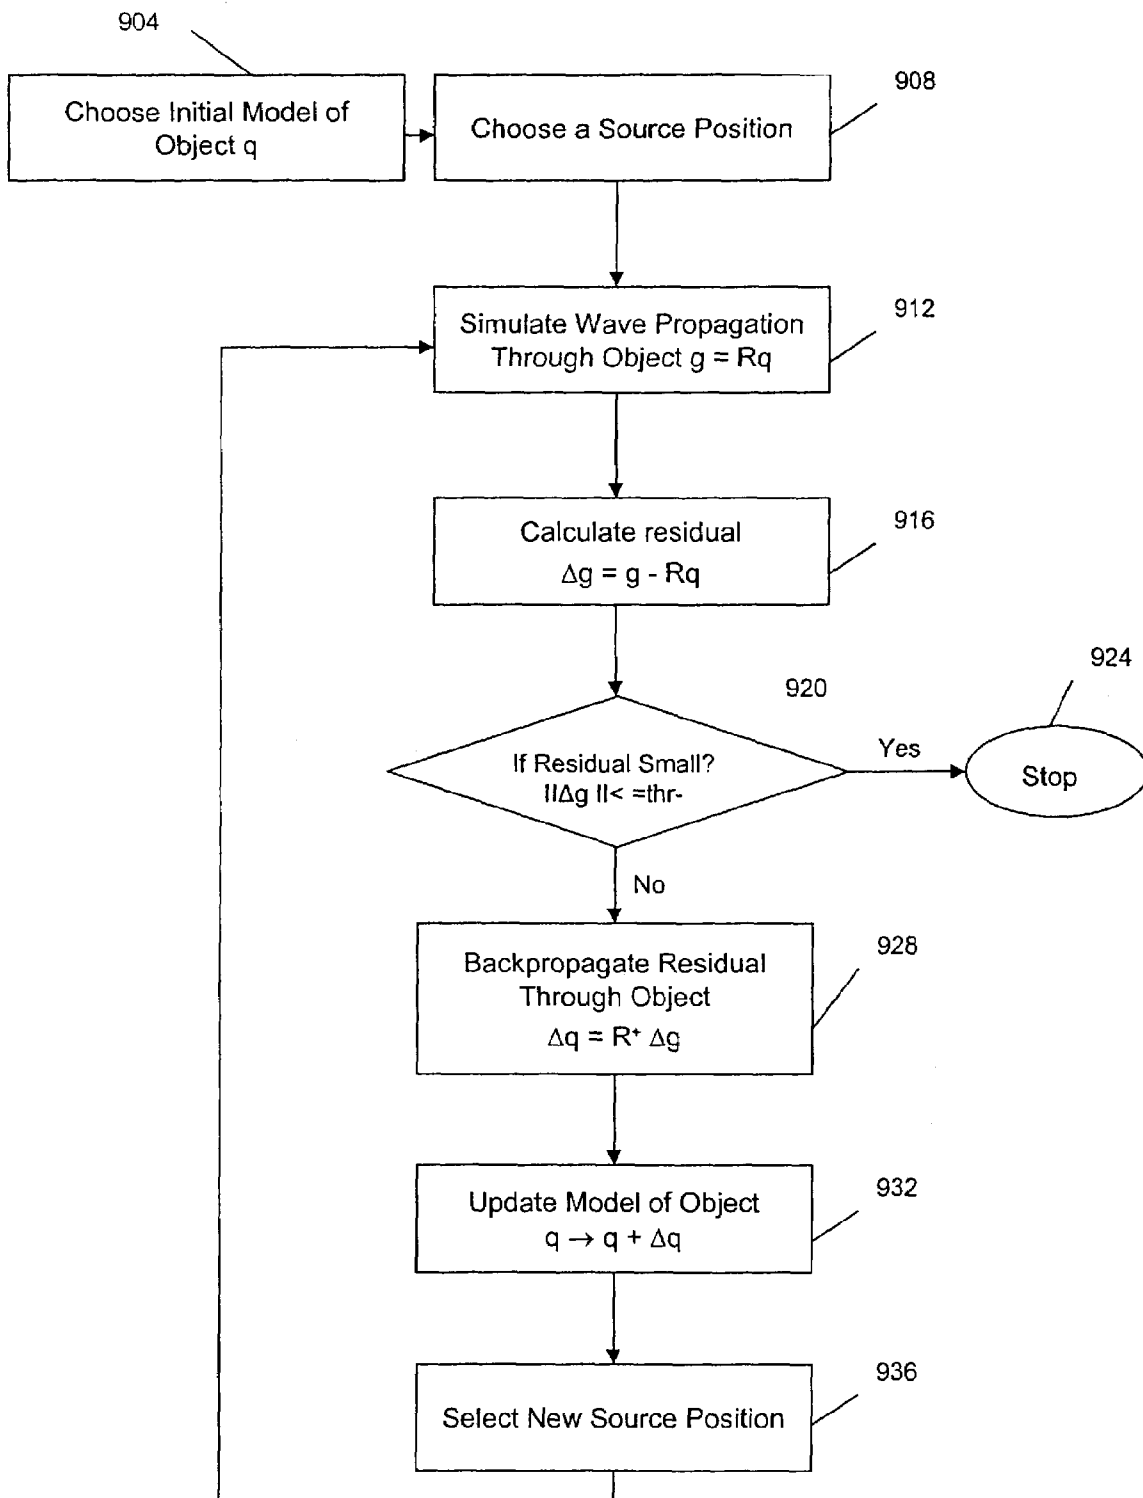 904
Choose Initial Model of
Object q
908
Choose a Source Position
912
Simulate Wave Propagation
Through Object g = Rq
916
Calculate residual
Δg = g - Rq
920
924
If Residual Small?
llΔg ll< =thr-
Yes
Stop
No
928
Backpropagate Residual
Through Object
Δq = R⁺ Δg
932
Update Model of Object
q → q + Δq
936
Select New Source Position